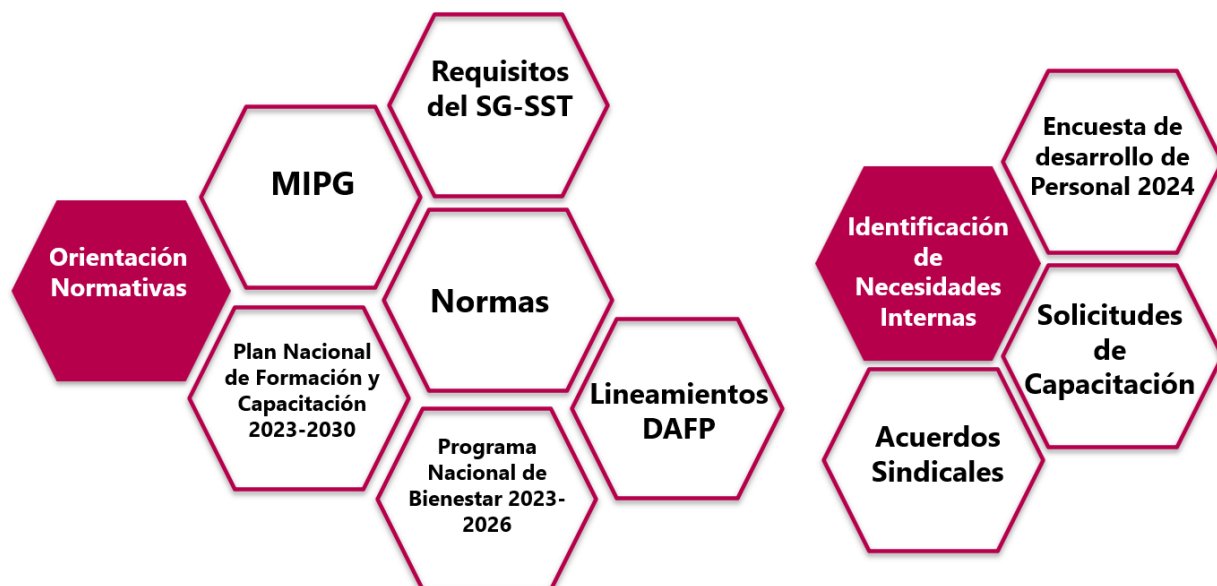 Orientación
Normativas
MIPG
Requisitos
del SG-SST
Normas
Plan Nacional
de Formación y
Capacitación
2023-2030
Programa
Nacional de
Bienestar 2023-
2026
Lineamientos
DAFP
Identificación
de
Necesidades
Internas
Encuesta de
desarrollo de
Personal 2024
Solicitudes
de
Capacitación
Acuerdos
Sindicales